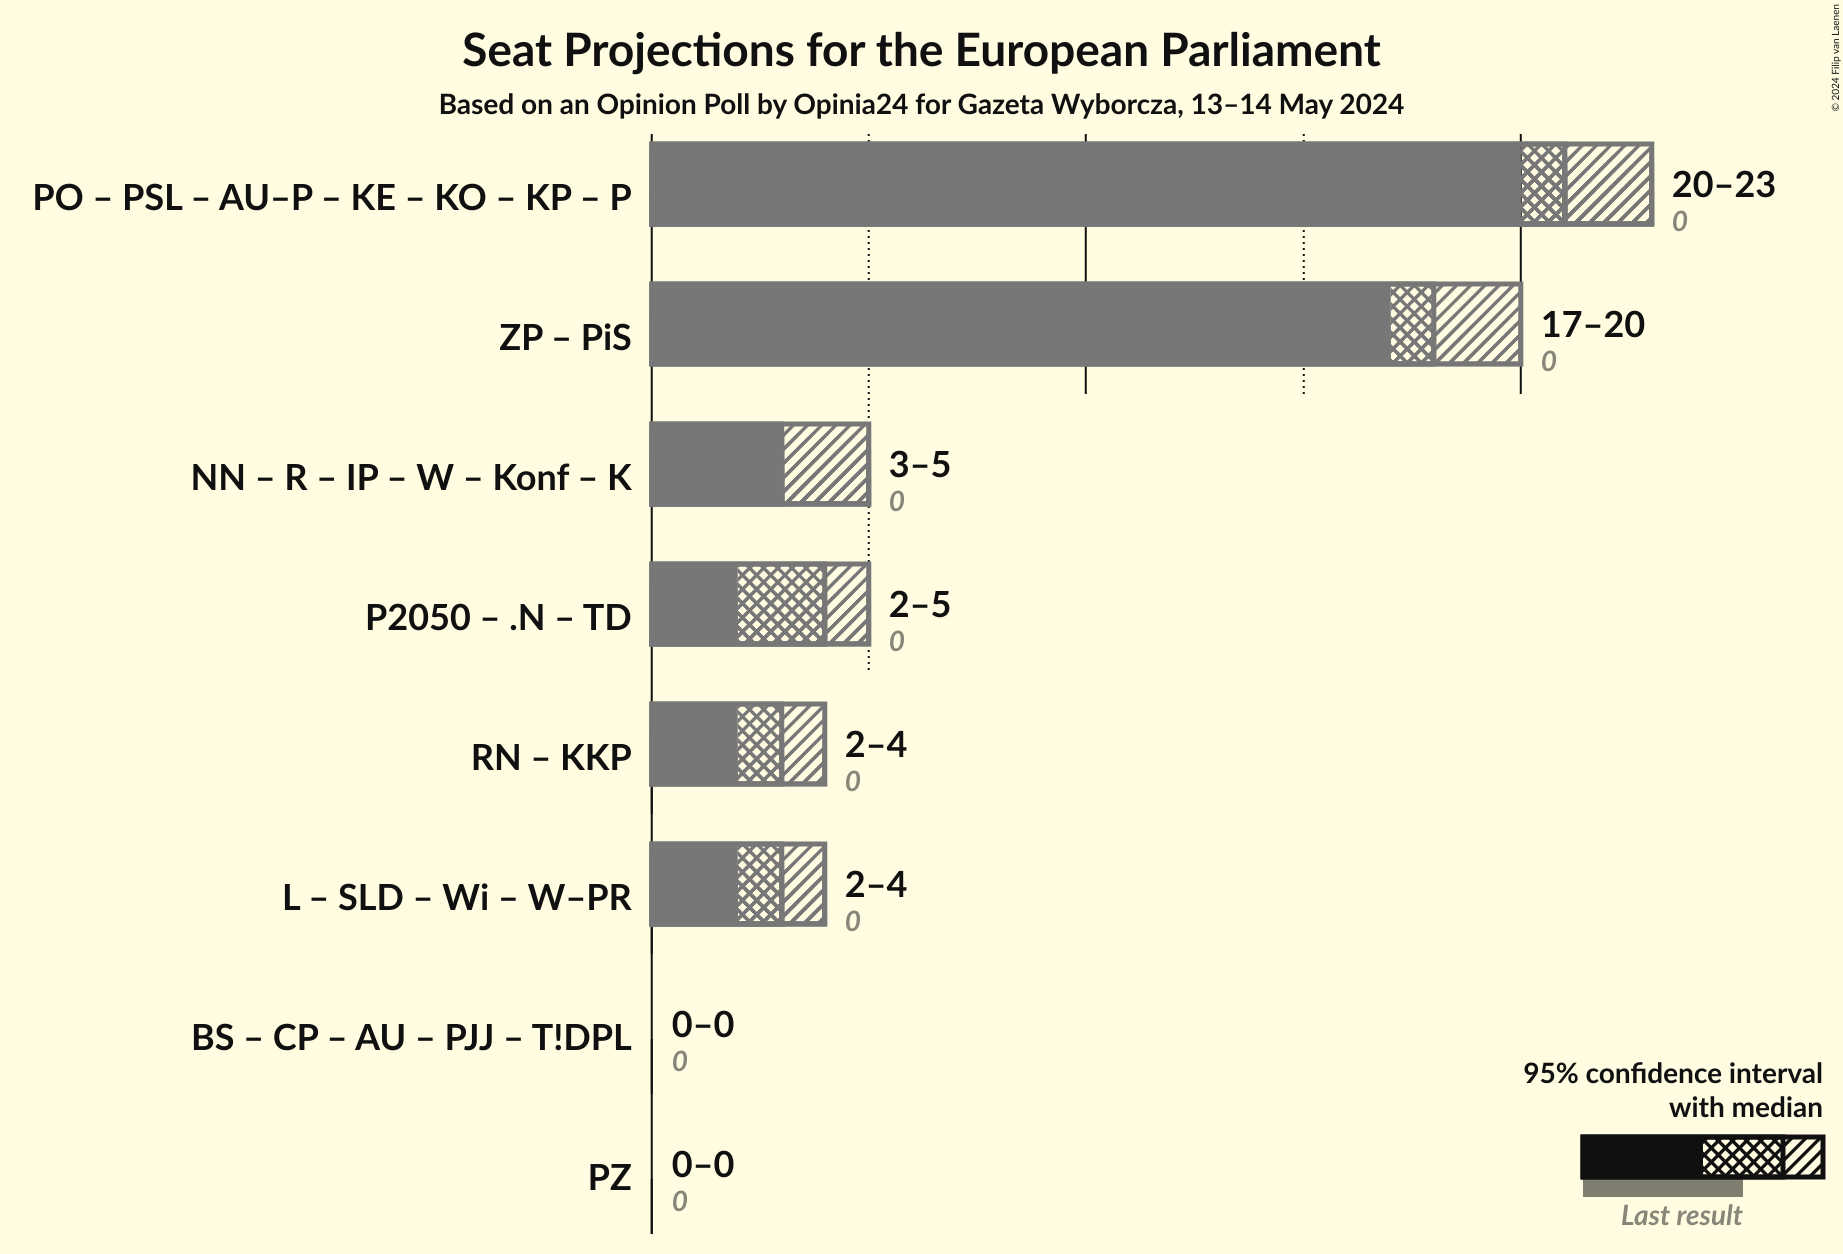 Seat Projections for the European Parliament
Based on an Opinion Poll by Opinia24 for Gazeta Wyborcza, 13–14 May 2024
© 2024 Filip van Laenen
PO – PSL – AU–P – KE – KO – KP – P
20–23
0
ZP – PiS
17–20
0
NN – R – IP – W – Konf – K
3–5
0
P2050 – .N – TD
2–5
0
RN – KKP
2–4
0
L – SLD – Wi – W–PR
2–4
0
BS – CP – AU – PJJ – T!DPL
0–0
0
PZ
0–0
0
95% confidence interval
with median
Last result